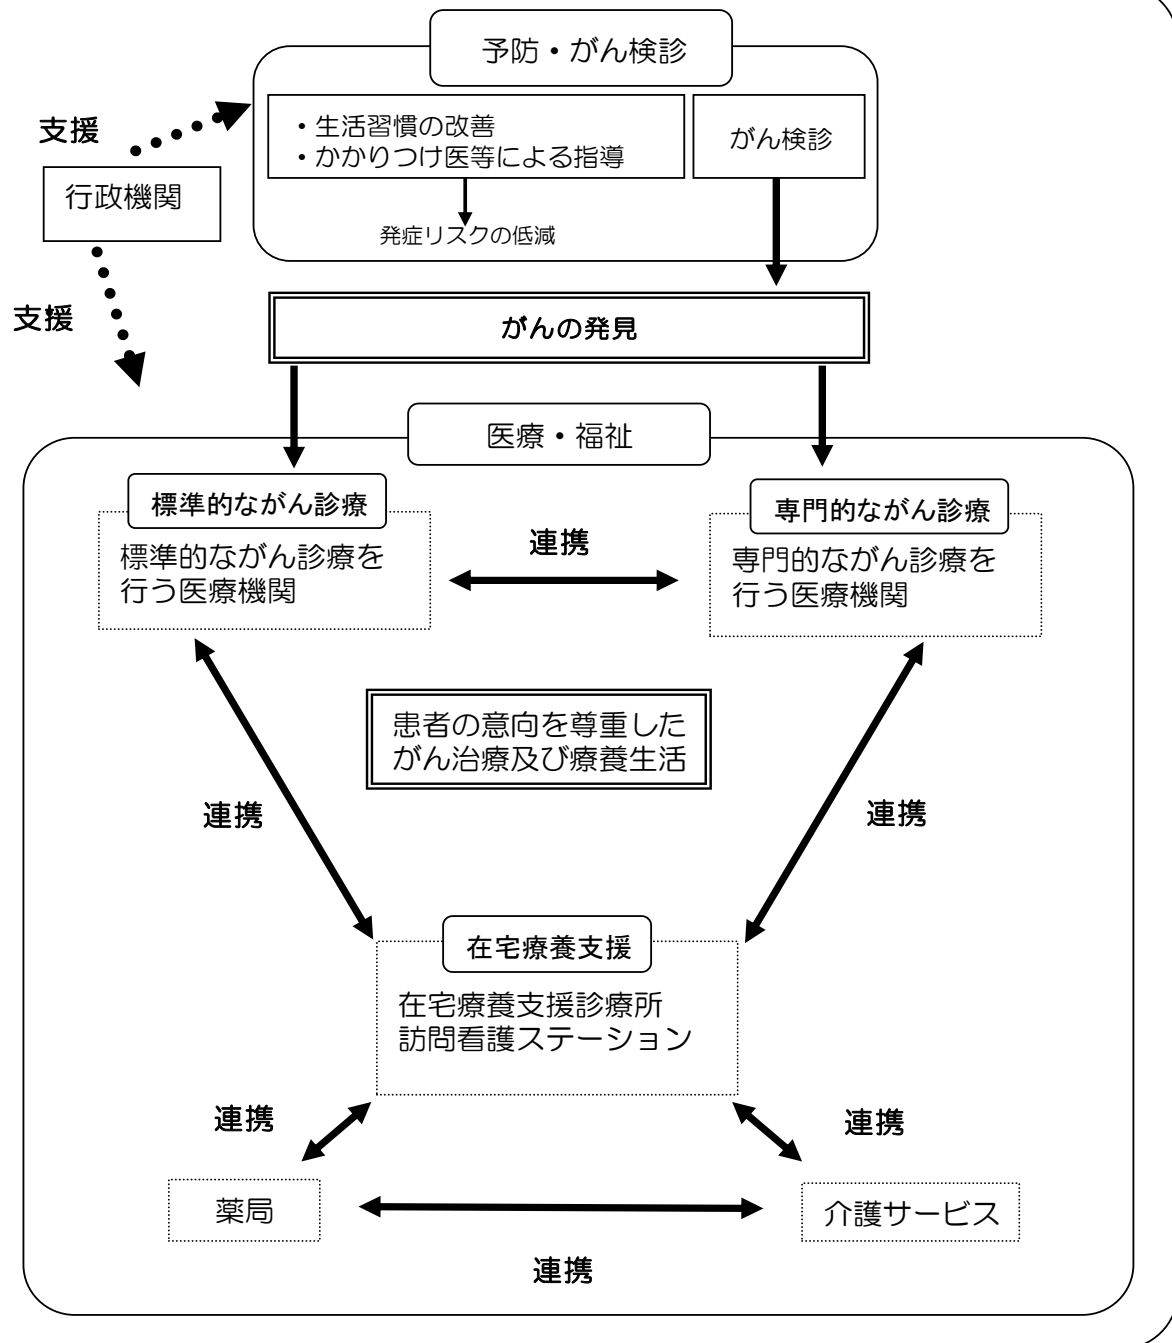 予防・がん検診
支援
・生活習慣の改善
・かかりつけ医等による指導
がん検診
行政機関
発症リスクの低減
支援
がんの発見
医療・福祉
標準的ながん診療
専門的ながん診療
標準的ながん診療を
行う医療機関
連携
専門的ながん診療を
行う医療機関
患者の意向を尊重した
がん治療及び療養生活
連携
連携
在宅療養支援
在宅療養支援診療所
訪問看護ステーション
連携
連携
薬局
介護サービス
連携